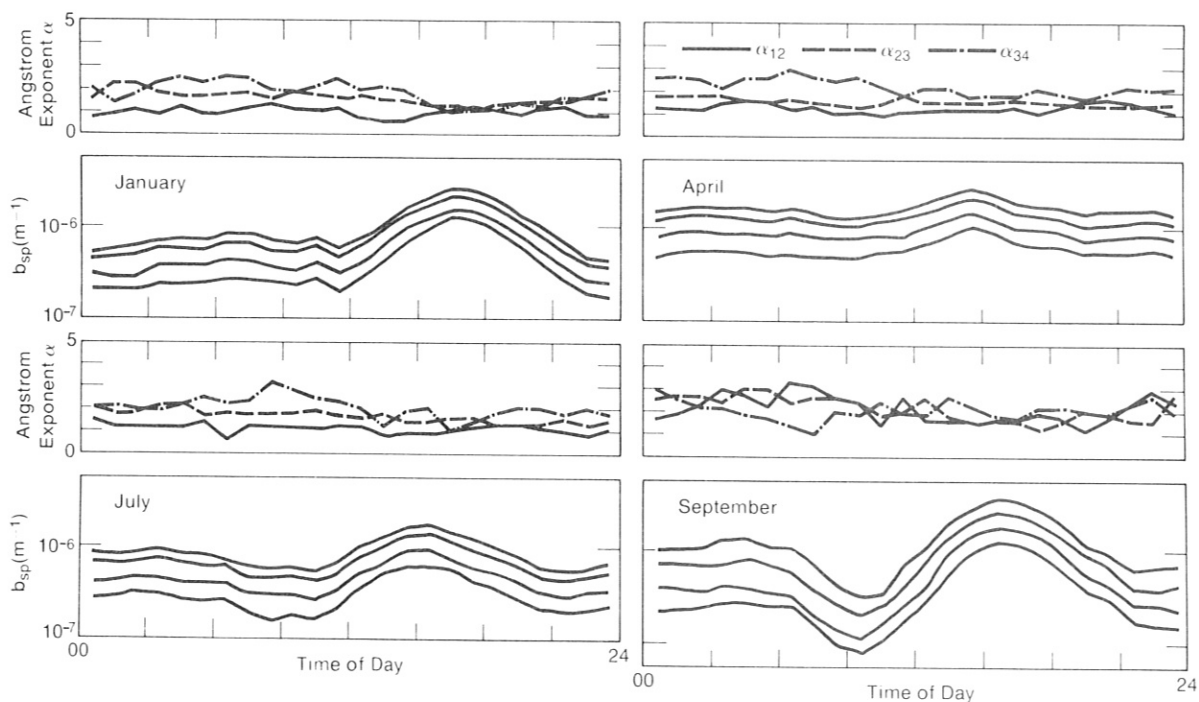 5
Angstrom
Exponent α
0
α12 α23 α34
January
April
bsp(m−1)
10−6
10−7
5
Angstrom
Exponent α
0
July
September
bsp(m−1)
10−6
10−7
00
Time of Day
24
00
Time of Day
24